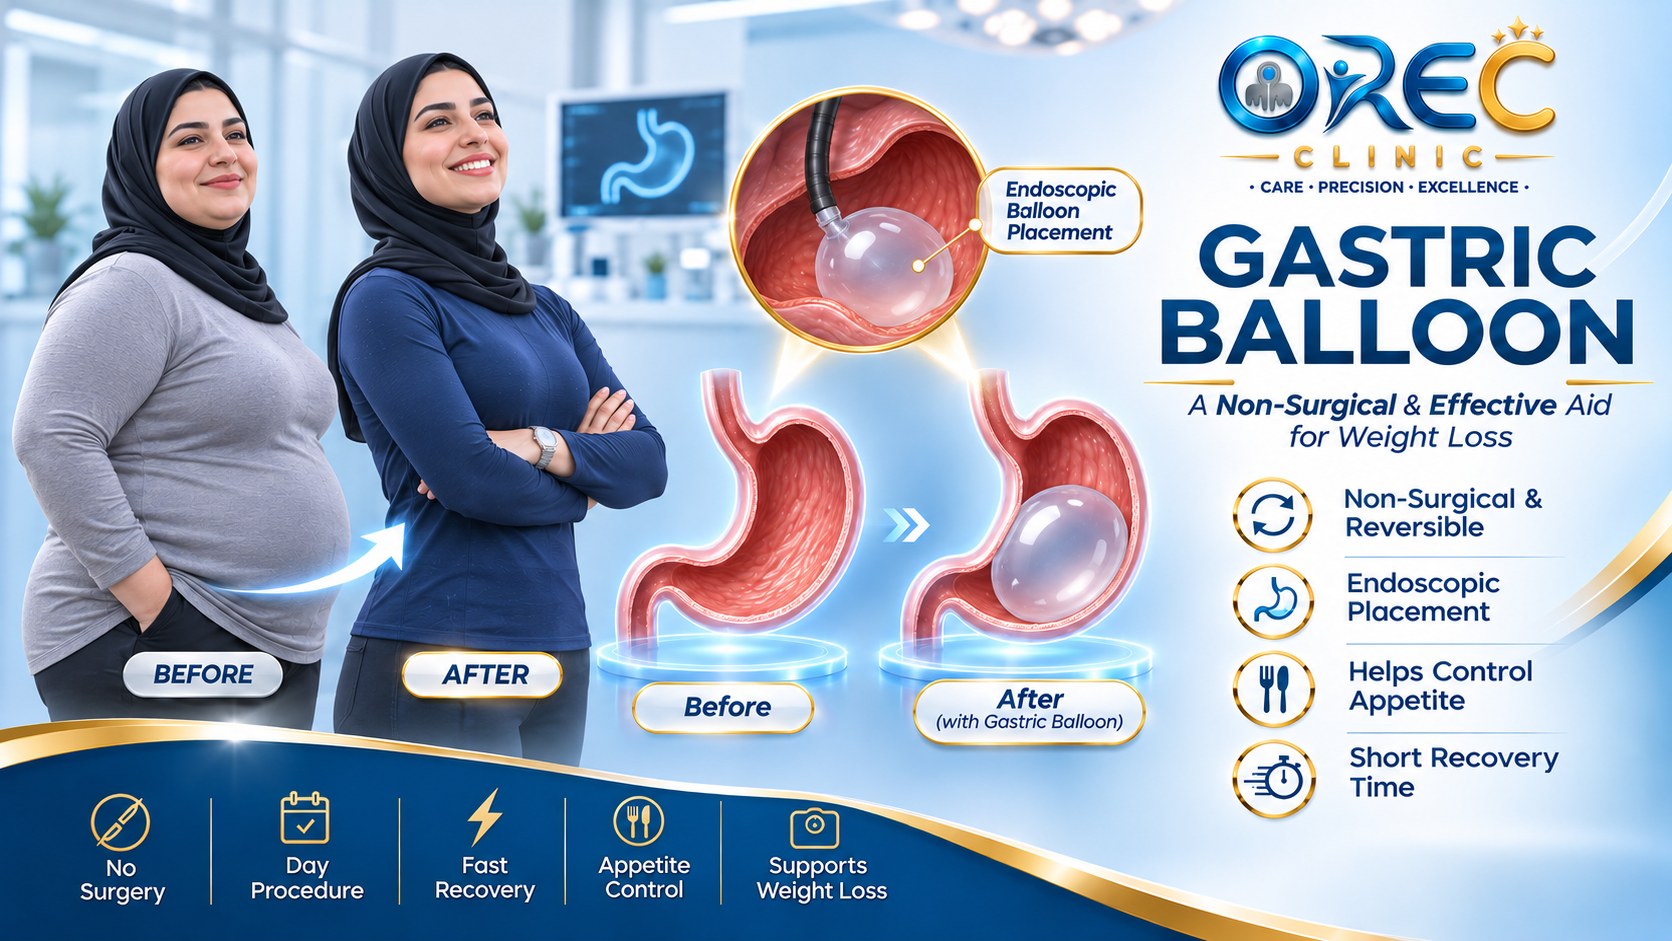 OREC
CLINIC
• CARE • PRECISION • EXCELLENCE •
GASTRIC
BALLOON
A Non-Surgical & Effective Aid
for Weight Loss
Non-Surgical &
Reversible
Endoscopic
Placement
Helps Control
Appetite
Short Recovery
Time
Endoscopic
Balloon
Placement
BEFORE
AFTER
Before
After
(with Gastric Balloon)
No
Surgery
Day
Procedure
Fast
Recovery
Appetite
Control
Supports
Weight Loss